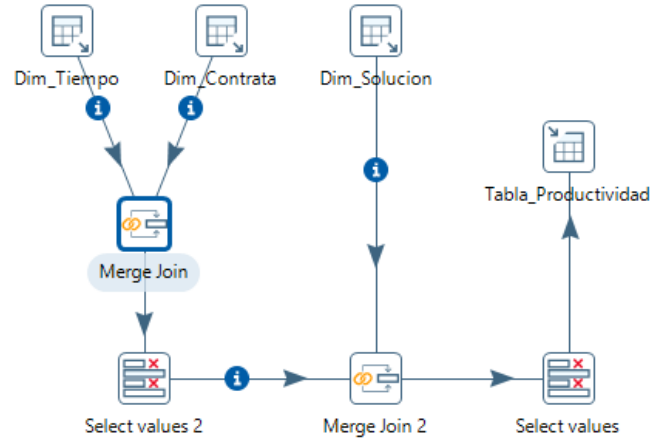 Dim_Tiempo
Dim_Contrata
Dim_Solucion
Tabla_Productividad
Merge Join
Select values 2
Merge Join 2
Select values